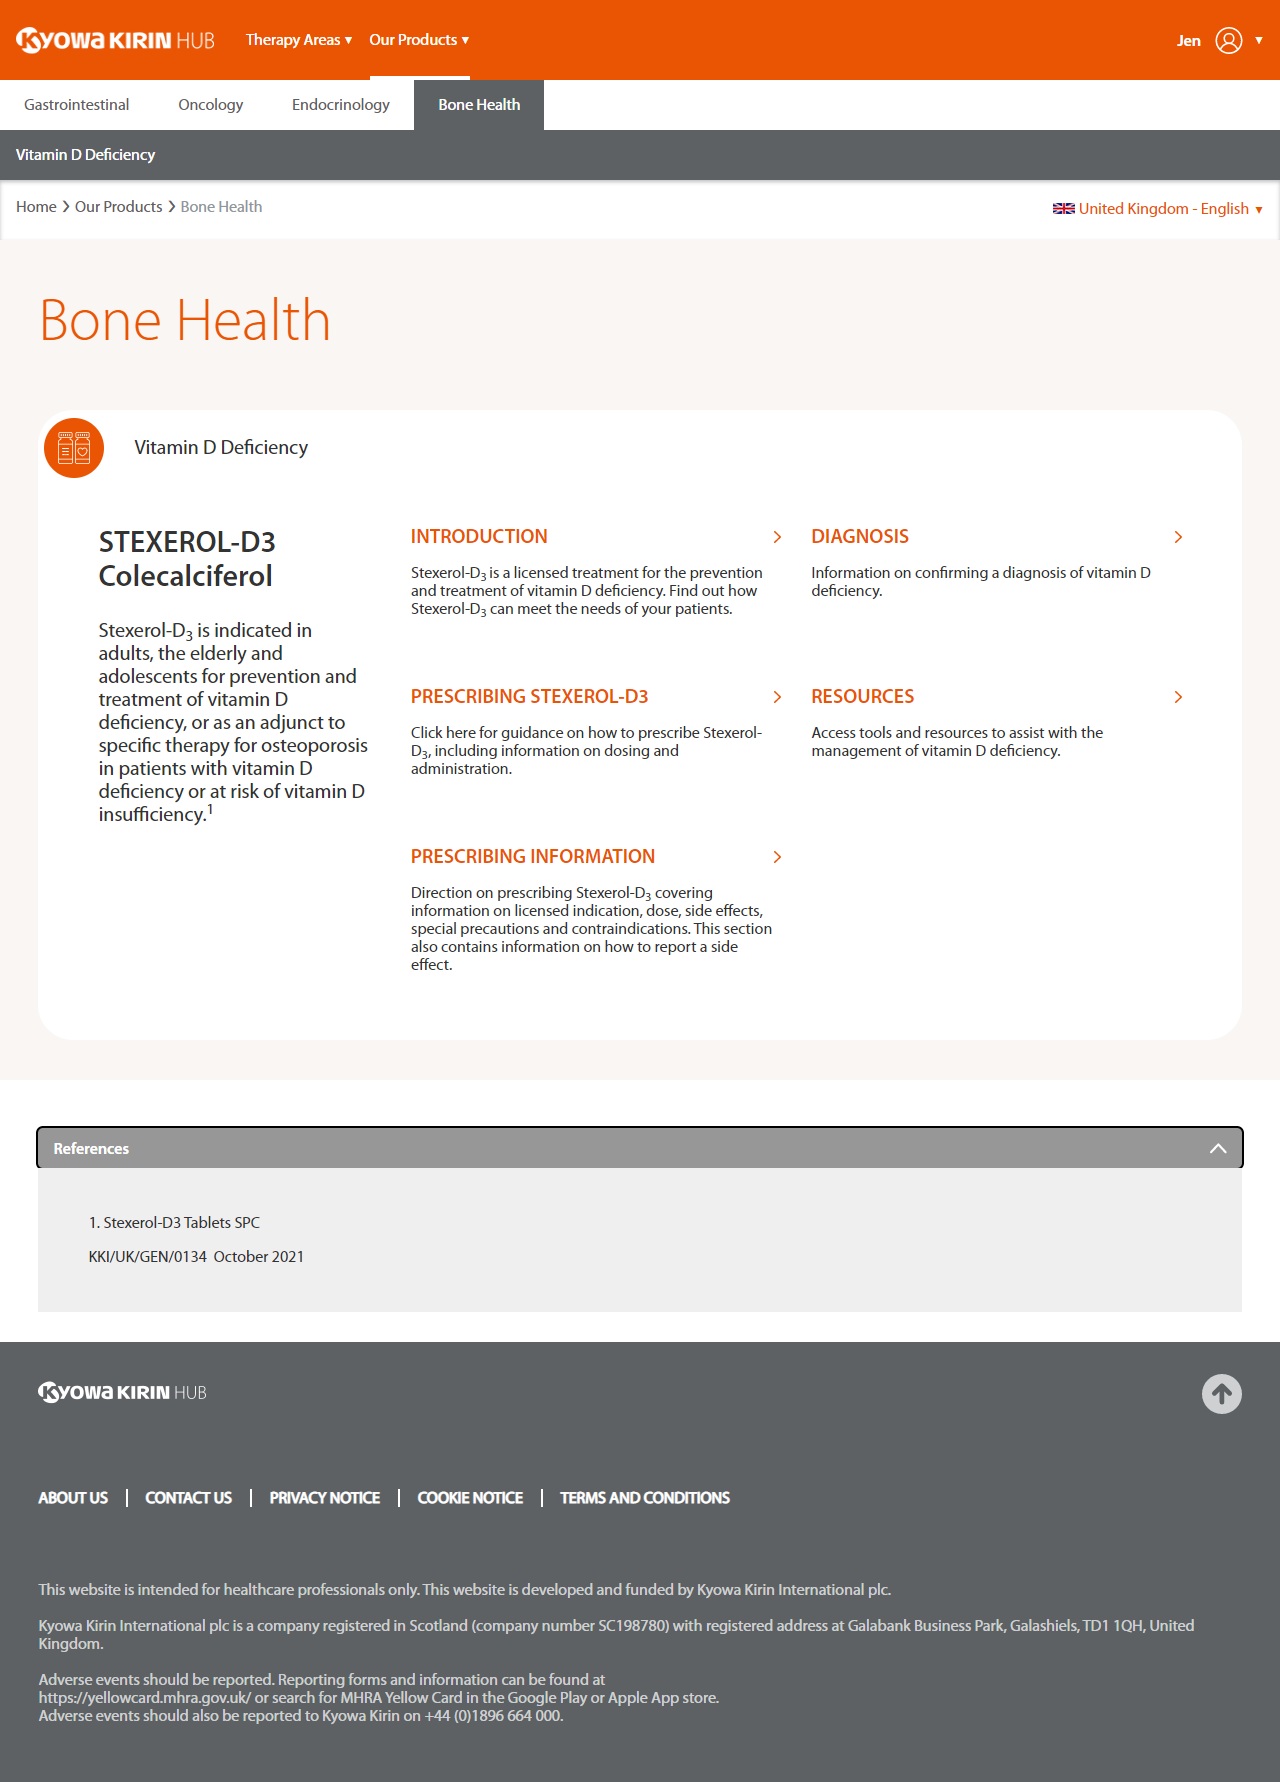 KYOWA KIRIN HUB
Therapy Areas ▼
Our Products ▼
Jen ▼
Gastrointestinal
Oncology
Endocrinology
Bone Health
Vitamin D Deficiency
Home > Our Products > Bone Health
United Kingdom - English ▼
Bone Health
Vitamin D Deficiency
STEXEROL-D3
Colecalciferol
Stexerol-D3 is indicated in
adults, the elderly and
adolescents for prevention and
treatment of vitamin D
deficiency, or as an adjunct to
specific therapy for osteoporosis
in patients with vitamin D
deficiency or at risk of vitamin D
insufficiency.1
INTRODUCTION
Stexerol-D3 is a licensed treatment for the prevention
and treatment of vitamin D deficiency. Find out how
Stexerol-D3 can meet the needs of your patients.
DIAGNOSIS
Information on confirming a diagnosis of vitamin D
deficiency.
PRESCRIBING STEXEROL-D3
Click here for guidance on how to prescribe Stexerol-
D3, including information on dosing and
administration.
RESOURCES
Access tools and resources to assist with the
management of vitamin D deficiency.
PRESCRIBING INFORMATION
Direction on prescribing Stexerol-D3 covering
information on licensed indication, dose, side effects,
special precautions and contraindications. This section
also contains information on how to report a side
effect.
References
1. Stexerol-D3 Tablets SPC
KKI/UK/GEN/0134 October 2021
KYOWA KIRIN HUB
ABOUT US
CONTACT US
PRIVACY NOTICE
COOKIE NOTICE
TERMS AND CONDITIONS
This website is intended for healthcare professionals only. This website is developed and funded by Kyowa Kirin International plc.
Kyowa Kirin International plc is a company registered in Scotland (company number SC198780) with registered address at Galabank Business Park, Galashiels, TD1 1QH, United
Kingdom.
Adverse events should be reported. Reporting forms and information can be found at
https://yellowcard.mhra.gov.uk/ or search for MHRA Yellow Card in the Google Play or Apple App store.
Adverse events should also be reported to Kyowa Kirin on +44 (0)1896 664 000.